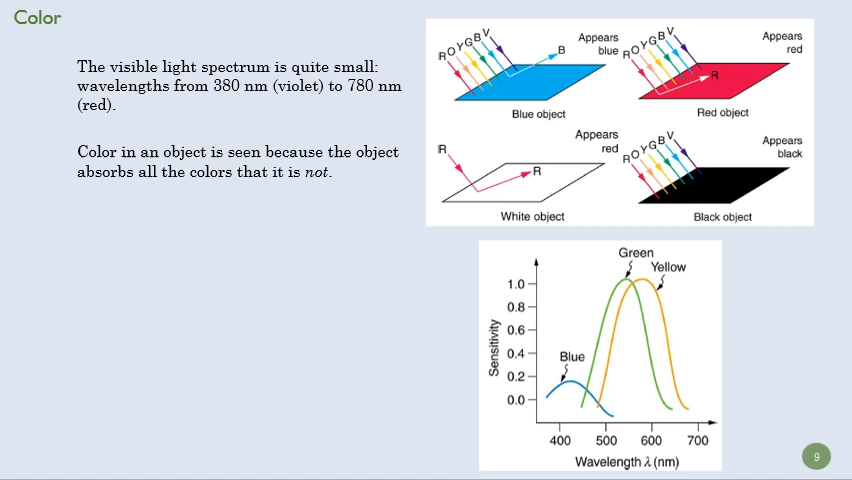 Color
The visible light spectrum is quite small:
wavelengths from 380 nm (violet) to 780 nm
(red).
Color in an object is seen because the object
absorbs all the colors that it is not.
R O Y G B V
B
Appears
blue
Blue object
R O Y G B V
R
Appears
red
Red object
R
R
Appears
red
White object
R O Y G B V
Appears
black
Black object
Green
Yellow
Blue
Sensitivity
1.0
0.8
0.6
0.4
0.2
0.0
400 500 600 700
Wavelength λ (nm)
9